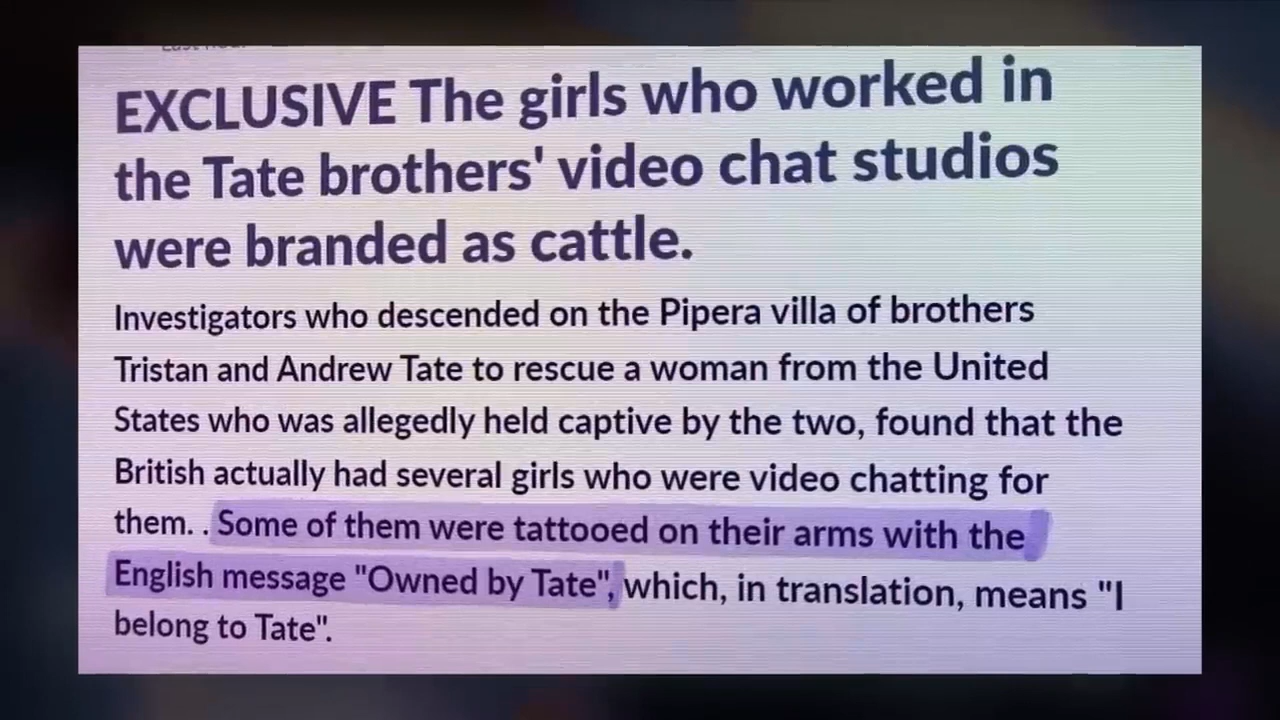 EXCLUSIVE The girls who worked in
the Tate brothers' video chat studios
were branded as cattle.
Investigators who descended on the Pipera villa of brothers
Tristan and Andrew Tate to rescue a woman from the United
States who was allegedly held captive by the two, found that the
British actually had several girls who were video chatting for
them. . Some of them were tattooed on their arms with the
English message "Owned by Tate", which, in translation, means "I
belong to Tate".